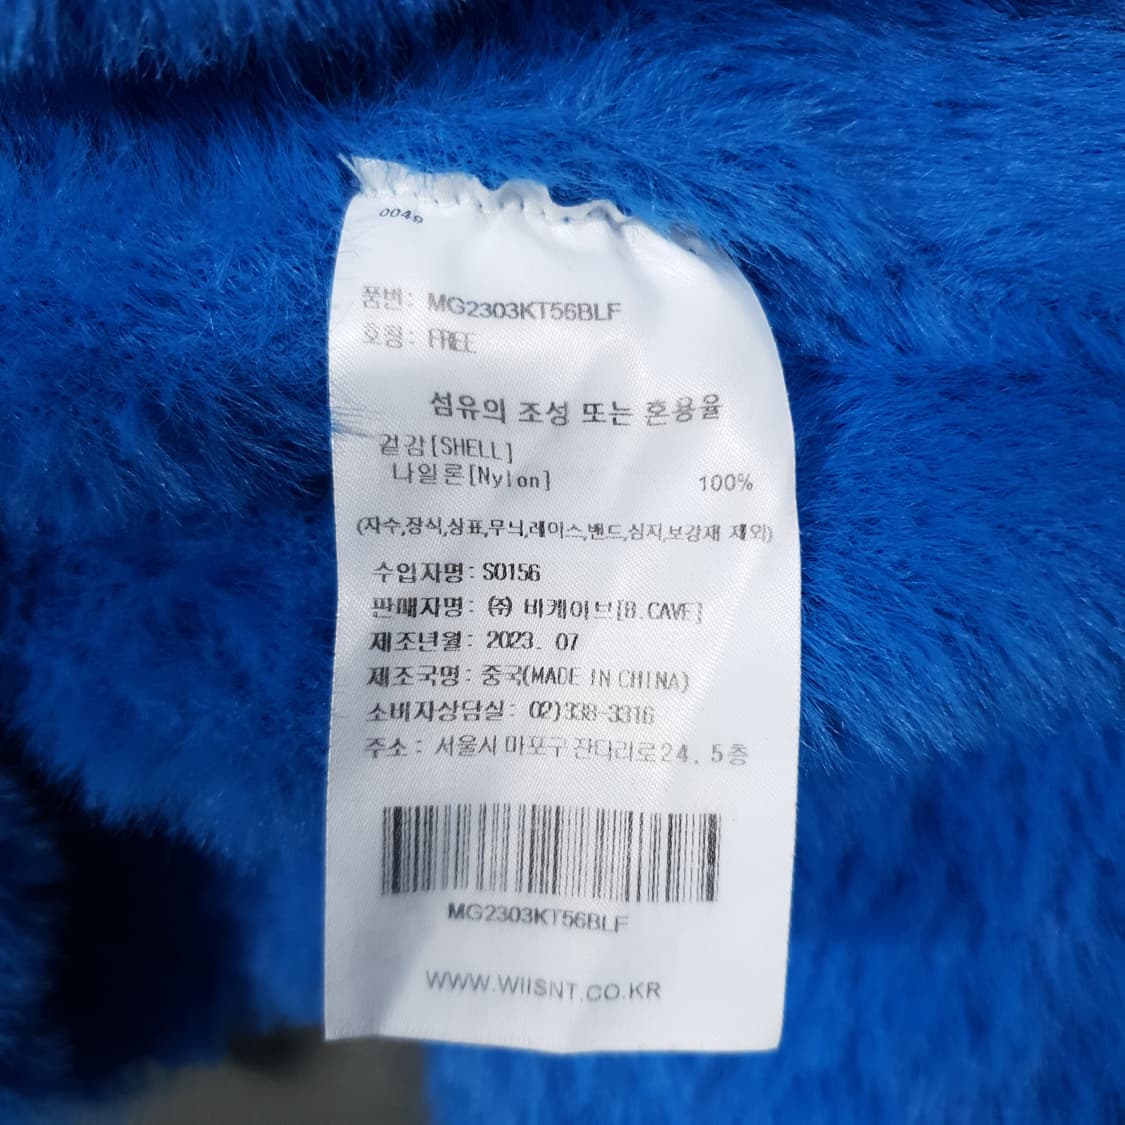 0049
품번: MG2303KT56BLF
호칭: FREE
섬유의 조성 또는 혼용율
겉감[SHELL]
나일론[Nylon] 100%
(자수,장식,상표,무늬,레이스,밴드,심지,보강재 제외)
수입자명: S0156
판매자명: ㈜ 비케이브[B.CAVE]
제조년월: 2023. 07
제조국명: 중국(MADE IN CHINA)
소비자상담실: 02)338-3316
주소: 서울시 마포구 잔다리로24, 5층
MG2303KT56BLF
WWW.WIISNT.CO.KR